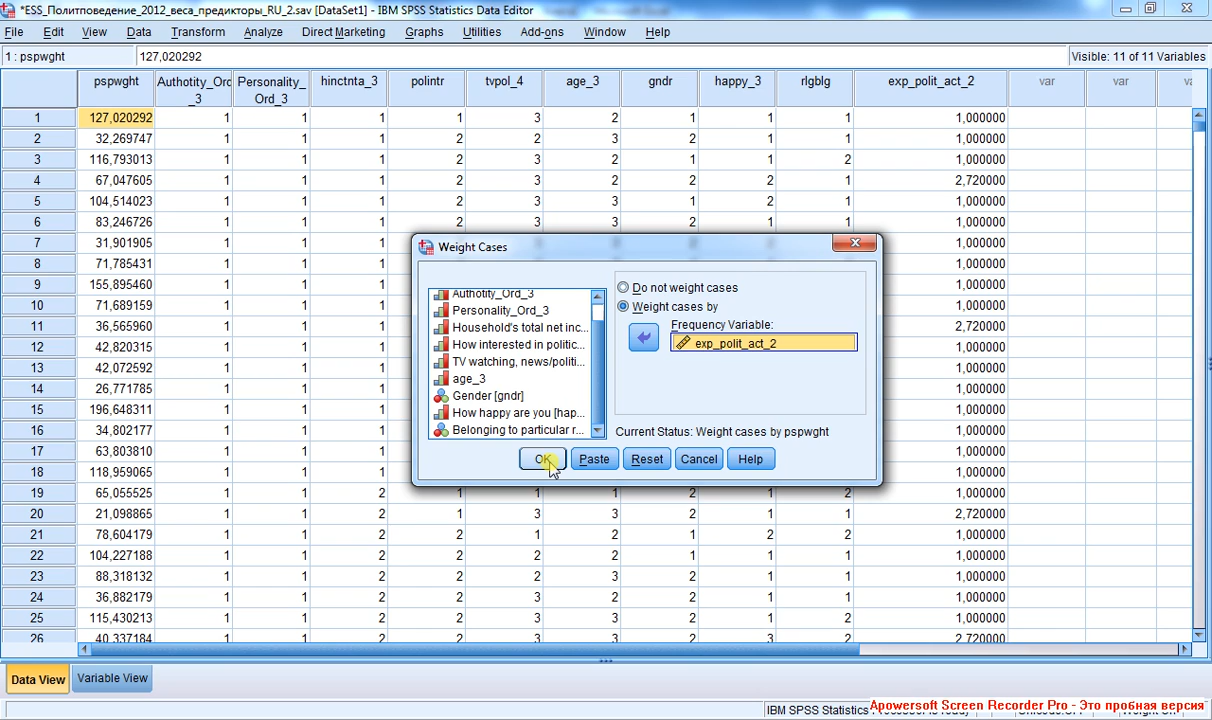 *ESS_Политповедение_2012_веса_предикторы_RU_2.sav [DataSet1] - IBM SPSS Statistics Data Editor
File Edit View Data Transform Analyze Direct Marketing Graphs Utilities Add-ons Window Help
1 : pspwght 127,020292 Visible: 11 of 11 Variables
pspwght Authotity_Ord_3 Personality_Ord_3 hinctnta_3 polintr tvpol_4 age_3 gndr happy_3 rlgblg exp_polit_act_2 var var va
1 127,020292 1 1 1 1 3 2 1 1 1 1,000000
2 32,269747 1 1 1 2 2 3 2 1 1 1,000000
3 116,793013 1 1 1 2 3 2 1 1 2 1,000000
4 67,047605 1 1 1 2 3 2 2 2 1 2,720000
5 104,514023 1 1 1 2 3 3 1 2 1 1,000000
6 83,246726 1 1 1 2 3 3 2 1 1 1,000000
7 31,901905 1 1 1 1,000000
8 71,785431 1 1 1 1,000000
9 155,895460 1 1 1 1,000000
10 71,689159 1 1 1 1,000000
11 36,565960 1 1 1 2,720000
12 42,820315 1 1 1 1,000000
13 42,072592 1 1 1 1,000000
14 26,771785 1 1 1 1,000000
15 196,648311 1 1 1 1,000000
16 34,802177 1 1 1 1,000000
17 63,803810 1 1 1 1,000000
18 118,959065 1 1 1 1,000000
19 65,055525 1 1 2 1 1 1 2 1 2 1,000000
20 21,098865 1 1 2 1 3 3 2 1 1 2,720000
21 78,604179 1 1 2 2 1 2 1 2 2 1,000000
22 104,227188 1 1 2 2 2 2 1 1 1 1,000000
23 88,318132 1 1 2 2 2 3 2 1 1 1,000000
24 36,882179 1 1 2 2 3 3 2 1 1 1,000000
25 115,430213 1 1 2 2 3 3 2 1 1 1,000000
26 40,337184 1 1 2 2 3 3 2 3 1 2,720000
Weight Cases
Authotity_Ord_3
Personality_Ord_3
Household's total net inc...
How interested in politic...
TV watching, news/politi...
age_3
Gender [gndr]
How happy are you [hap...
Belonging to particular r...
Do not weight cases
Weight cases by
Frequency Variable:
exp_polit_act_2
Current Status: Weight cases by pspwght
OK Paste Reset Cancel Help
Data View Variable View
IBM SPSS Statistics
Apowersoft Screen Recorder Pro - Это пробная версия